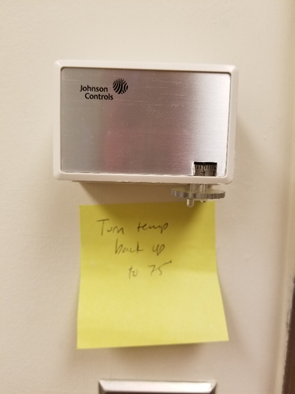 Johnson
Controls
Turn temp
back up
to 75